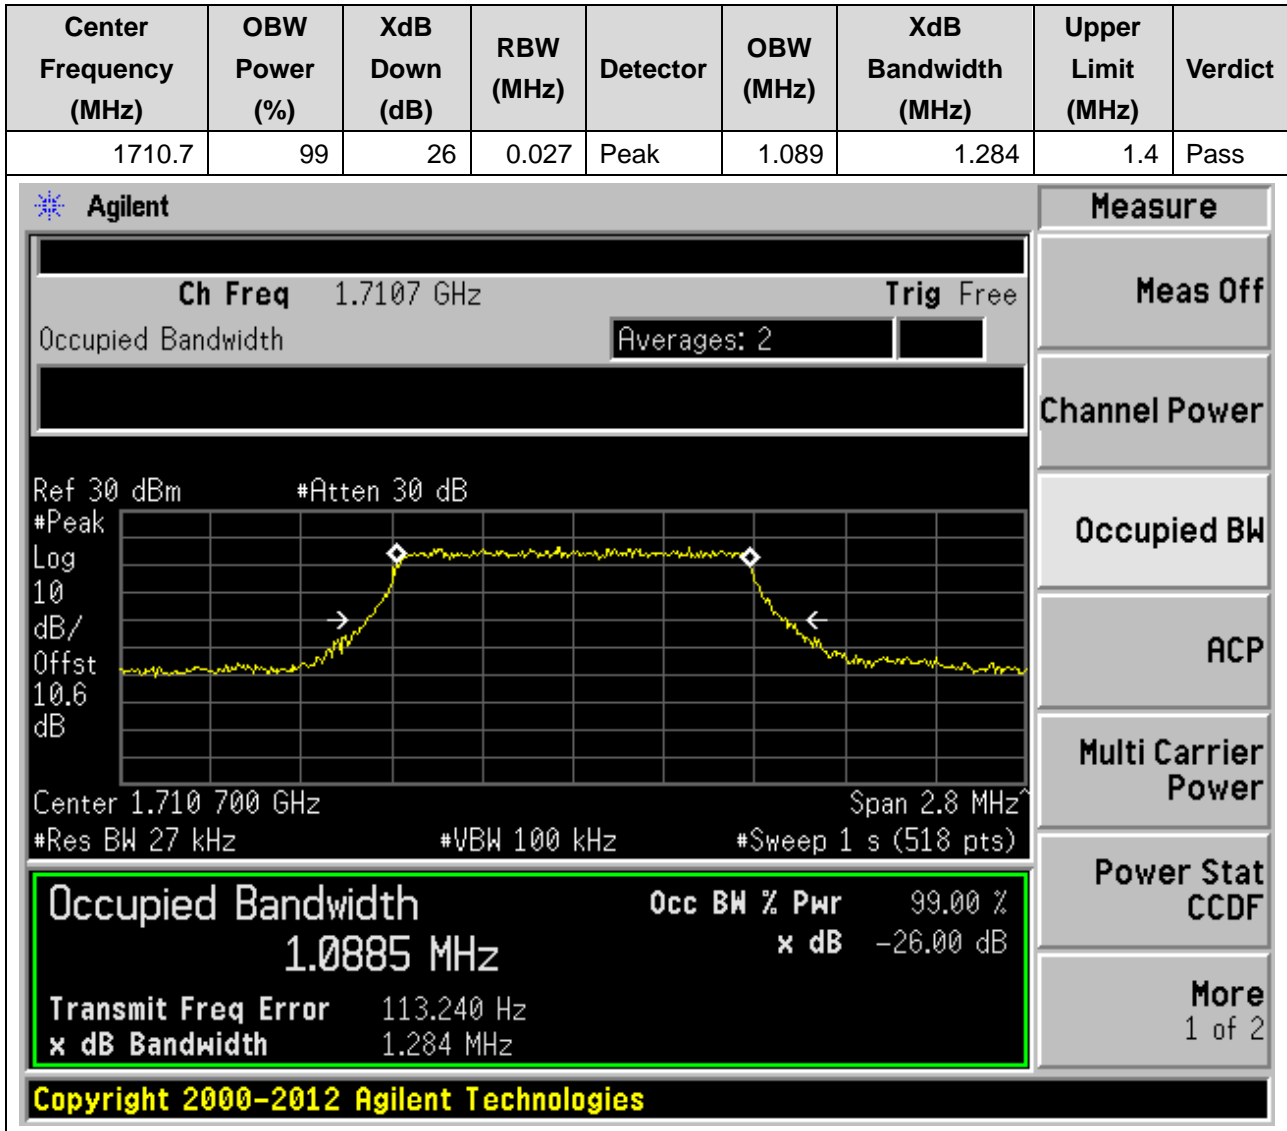 Center Frequency (MHz) OBW Power (%) XdB Down (dB) RBW (MHz) Detector OBW (MHz) XdB Bandwidth (MHz) Upper Limit (MHz) Verdict
1710.7 99 26 0.027 Peak 1.089 1.284 1.4 Pass
Agilent
Measure
Ch Freq 1.7107 GHz Trig Free
Meas Off
Occupied Bandwidth Averages: 2
Channel Power
Ref 30 dBm #Atten 30 dB
#Peak
Log
10
dB/
Offst
10.6
dB
Occupied BW
ACP
Multi Carrier
Power
Center 1.710 700 GHz Span 2.8 MHz^
#Res BW 27 kHz #VBW 100 kHz #Sweep 1 s (518 pts)
Power Stat
CCDF
Occupied Bandwidth Occ BW % Pwr 99.00 %
1.0885 MHz x dB -26.00 dB
Transmit Freq Error 113.240 Hz
x dB Bandwidth 1.284 MHz
More
1 of 2
Copyright 2000-2012 Agilent Technologies